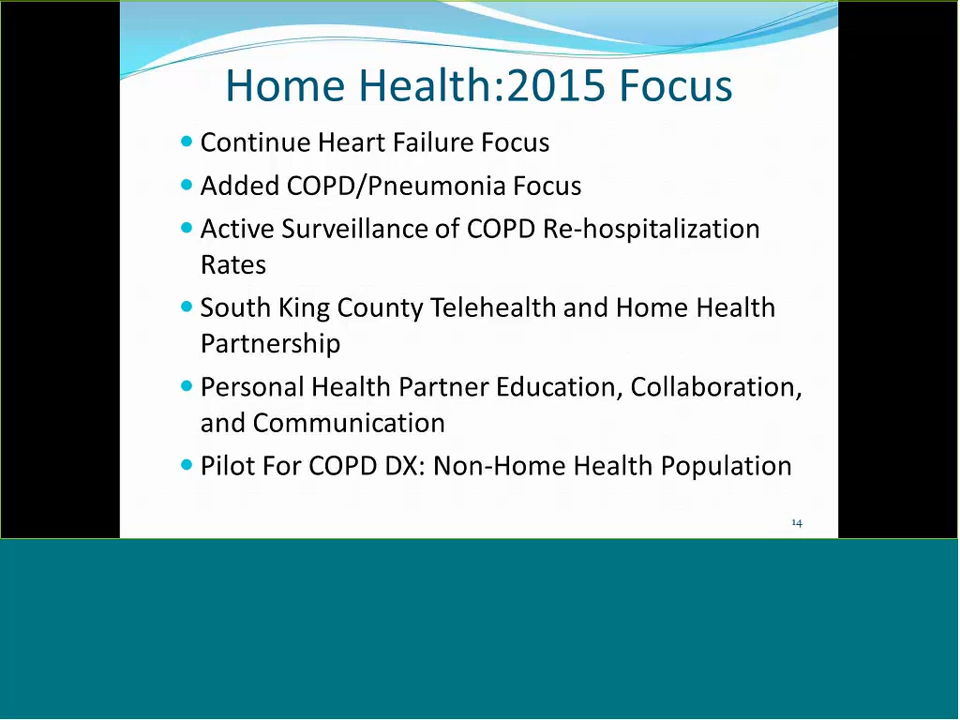 Home Health:2015 Focus
• Continue Heart Failure Focus
• Added COPD/Pneumonia Focus
• Active Surveillance of COPD Re-hospitalization
Rates
• South King County Telehealth and Home Health
Partnership
• Personal Health Partner Education, Collaboration,
and Communication
• Pilot For COPD DX: Non-Home Health Population
14